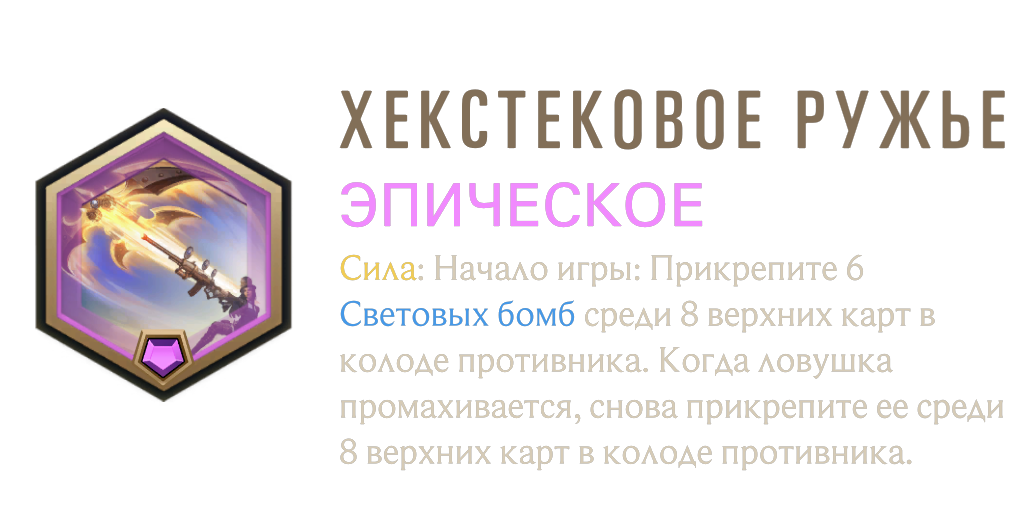 ХЕКСТЕКОВОЕ РУЖЬЕ
ЭПИЧЕСКОЕ
Сила: Начало игры: Прикрепите 6
Световых бомб среди 8 верхних карт в
колоде противника. Когда ловушка
промахивается, снова прикрепите ее среди
8 верхних карт в колоде противника.